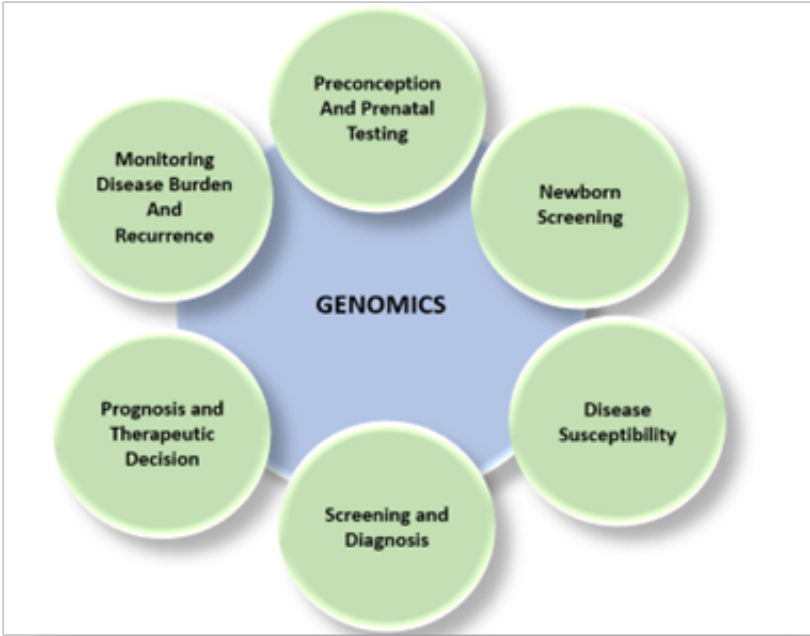 Preconception
And Prenatal
Testing
Monitoring
Disease Burden
And
Recurrence
Newborn
Screening
GENOMICS
Prognosis and
Therapeutic
Decision
Disease
Susceptibility
Screening and
Diagnosis